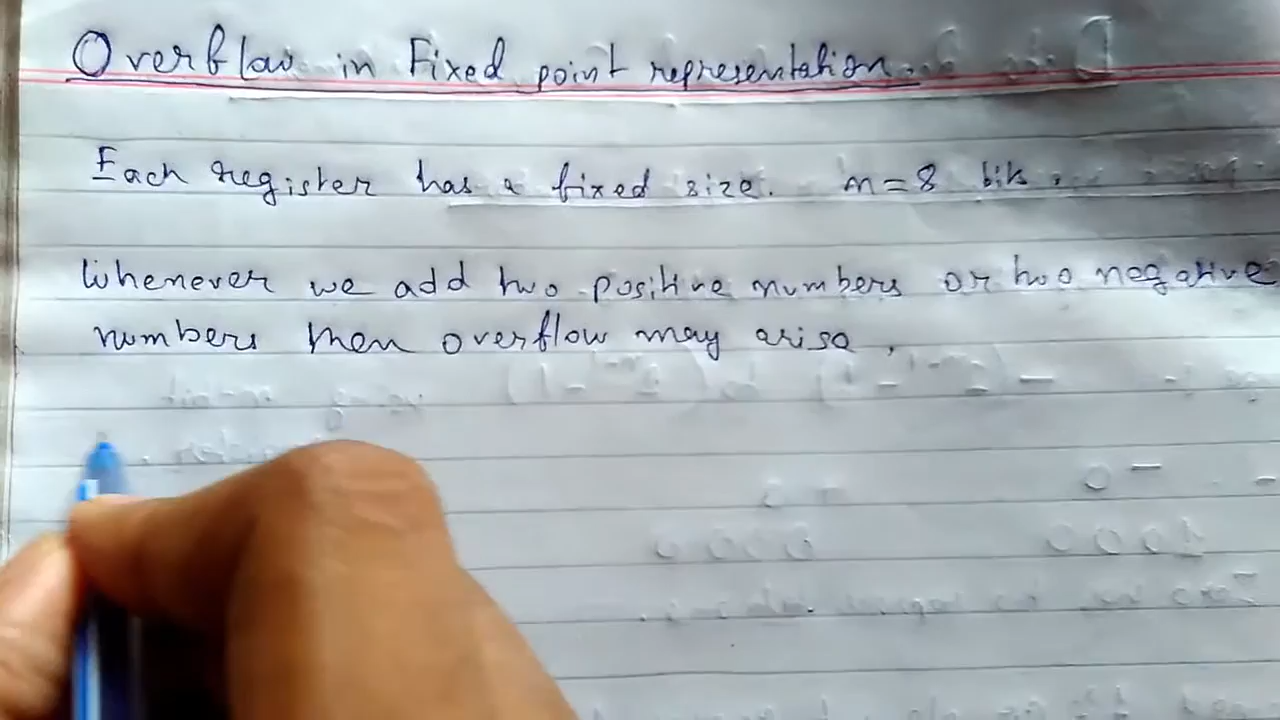 Overflow in Fixed point representation.
Each register has a fixed size. n=8 bits.
Whenever we add two positive numbers or two negative
numbers then overflow may arise.